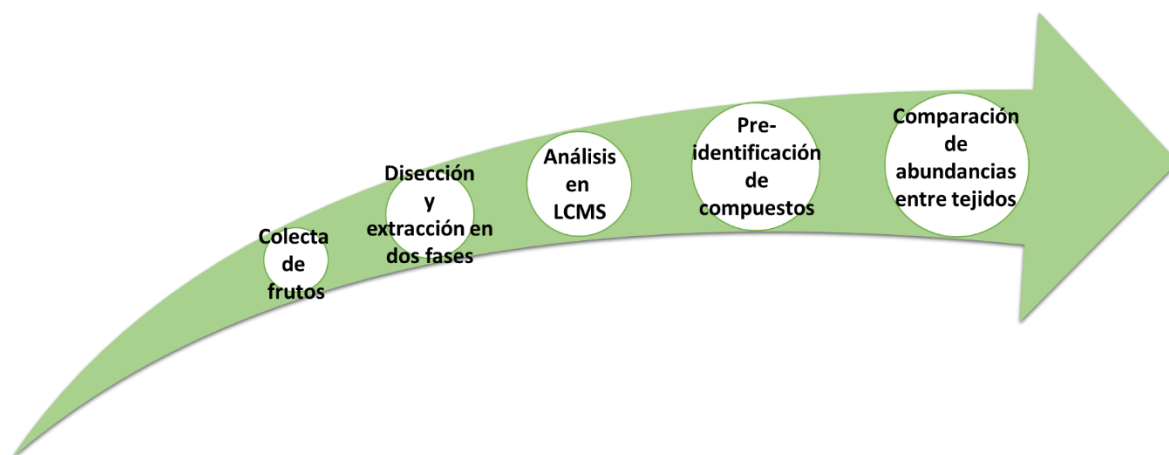 Colecta
de
frutos
Disección
y
extracción en
dos fases
Análisis
en
LCMS
Pre-
identificación
de
compuestos
Comparación
de
abundancias
entre tejidos